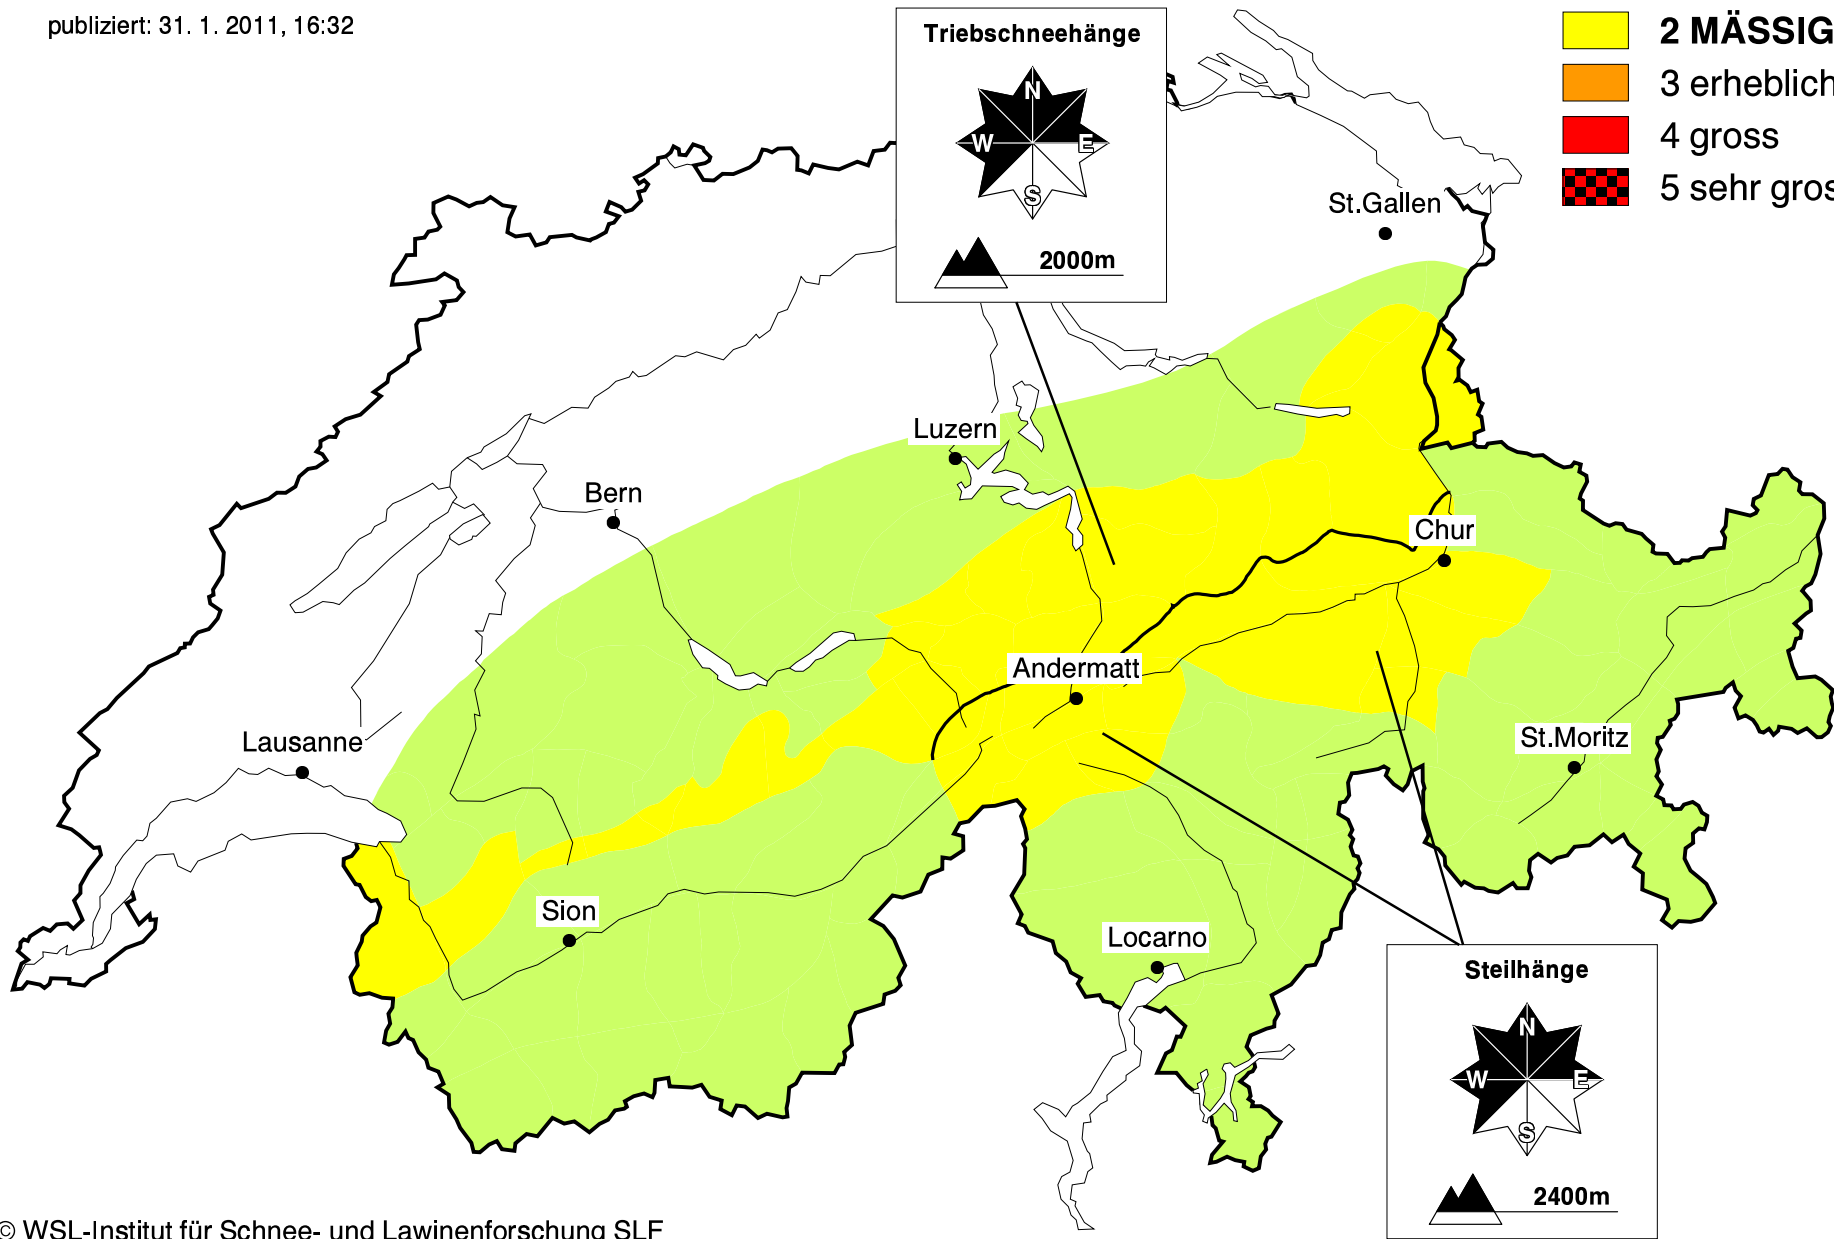 publiziert: 31. 1. 2011, 16:32
Triebschneehänge
N
W
E
S
2000m
2 MÄSSIG
3 erheblich
4 gross
5 sehr gros
St.Gallen
Luzern
Bern
Chur
Andermatt
Lausanne
St.Moritz
Sion
Locarno
Steilhänge
N
W
E
S
2400m
© WSL-Institut für Schnee- und Lawinenforschung SLF